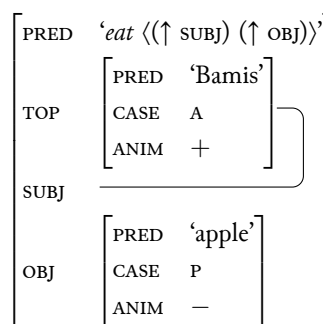 PRED ‘eat ⟨(↑ SUBJ) (↑ OBJ)⟩’
PRED ‘Bamis’
TOP CASE A
ANIM +
SUBJ
PRED ‘apple’
OBJ CASE P
ANIM −